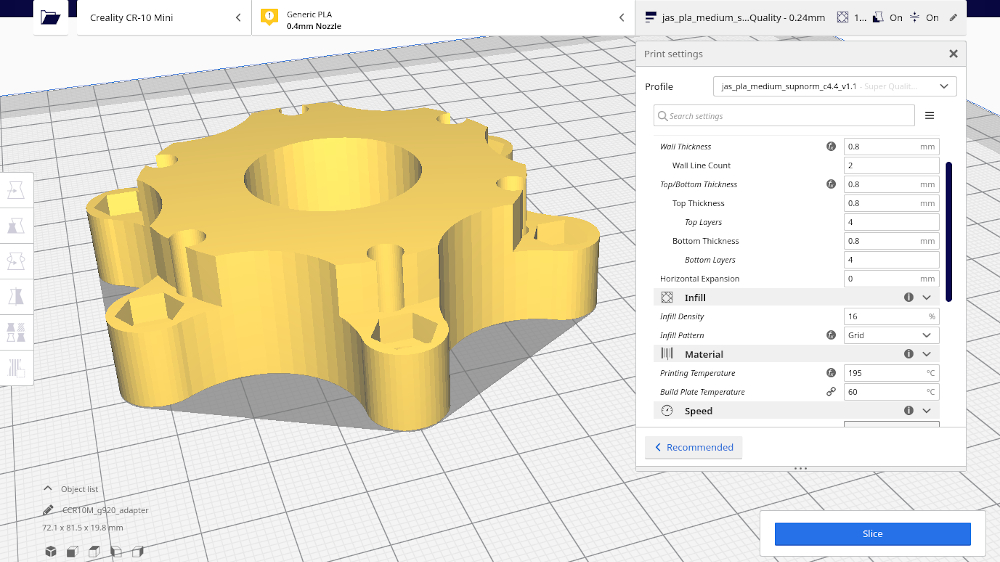 Creality CR-10 Mini
Generic PLA
0.4mm Nozzle
jas_pla_medium_s...Quality - 0.24mm
1...
On
On
Print settings
Profile
jas_pla_medium_supnorm_c4.4_v1.1 - Super Qualit...
Search settings
Wall Thickness 0.8 mm
Wall Line Count 2
Top/Bottom Thickness 0.8 mm
Top Thickness 0.8 mm
Top Layers 4
Bottom Thickness 0.8 mm
Bottom Layers 4
Horizontal Expansion 0 mm
Infill
Infill Density 16 %
Infill Pattern Grid
Material
Printing Temperature 195 °C
Build Plate Temperature 60 °C
Speed
Recommended
Object list
CCR10M_g920_adapter
72.1 x 81.5 x 19.8 mm
Slice